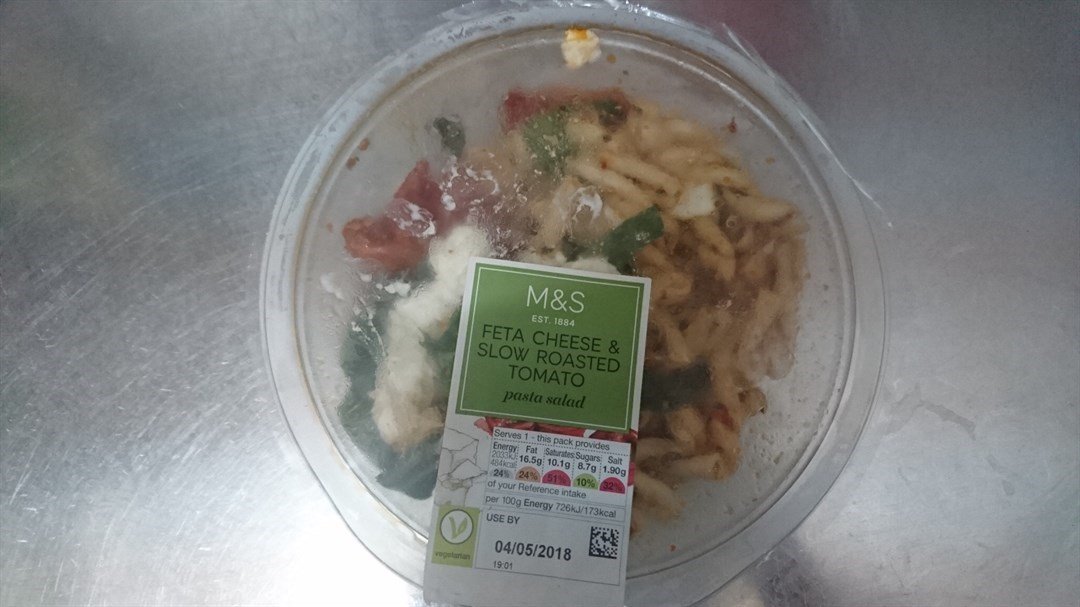 M&S
EST. 1884
FETA CHEESE &
SLOW ROASTED
TOMATO
pasta salad
Serves 1 - this pack provides
Energy Fat Saturates Sugars Salt
2033kJ 16.5g 10.1g 8.7g 1.90g
484kcal
24% 24% 51% 10% 32%
of your Reference intake
per 100g Energy 726kJ/173kcal
USE BY
04/05/2018
19:01
V
vegetarian